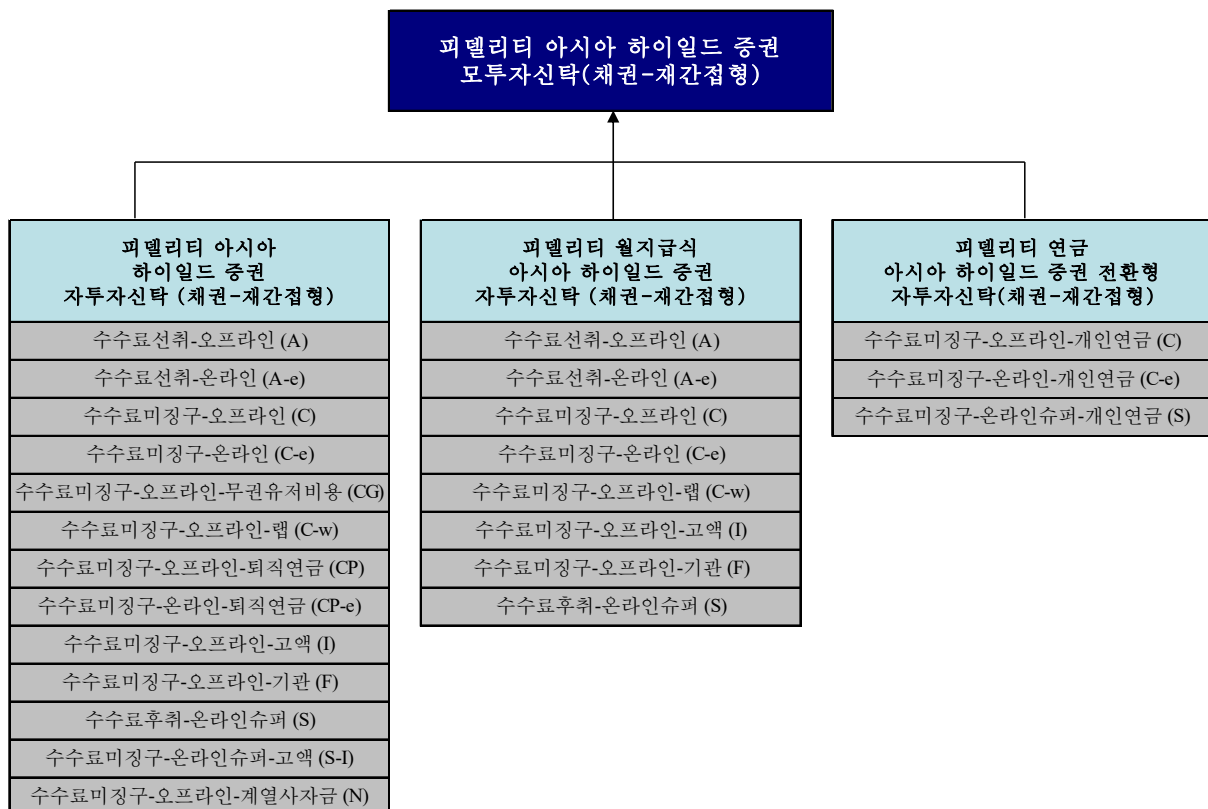 피델리티 아시아 하이일드 증권
모투자신탁(채권-재간접형)
피델리티 아시아
하이일드 증권
자투자신탁 (채권-재간접형)
수수료선취-오프라인 (A)
수수료선취-온라인 (A-e)
수수료미징구-오프라인 (C)
수수료미징구-온라인 (C-e)
수수료미징구-오프라인-무권유저비용 (CG)
수수료미징구-오프라인-랩 (C-w)
수수료미징구-오프라인-퇴직연금 (CP)
수수료미징구-온라인-퇴직연금 (CP-e)
수수료미징구-오프라인-고액 (I)
수수료미징구-오프라인-기관 (F)
수수료후취-온라인슈퍼 (S)
수수료미징구-온라인슈퍼-고액 (S-I)
수수료미징구-오프라인-계열사자금 (N)
피델리티 월지급식
아시아 하이일드 증권
자투자신탁 (채권-재간접형)
수수료선취-오프라인 (A)
수수료선취-온라인 (A-e)
수수료미징구-오프라인 (C)
수수료미징구-온라인 (C-e)
수수료미징구-오프라인-랩 (C-w)
수수료미징구-오프라인-고액 (I)
수수료미징구-오프라인-기관 (F)
수수료후취-온라인슈퍼 (S)
피델리티 연금
아시아 하이일드 증권 전환형
자투자신탁(채권-재간접형)
수수료미징구-오프라인-개인연금 (C)
수수료미징구-온라인-개인연금 (C-e)
수수료미징구-온라인슈퍼-개인연금 (S)